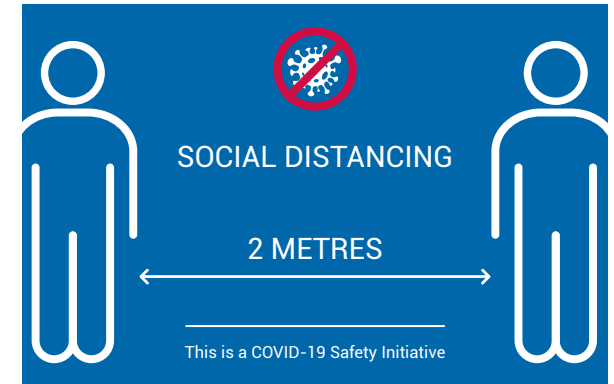 SOCIAL DISTANCING
2 METRES
This is a COVID-19 Safety Initiative